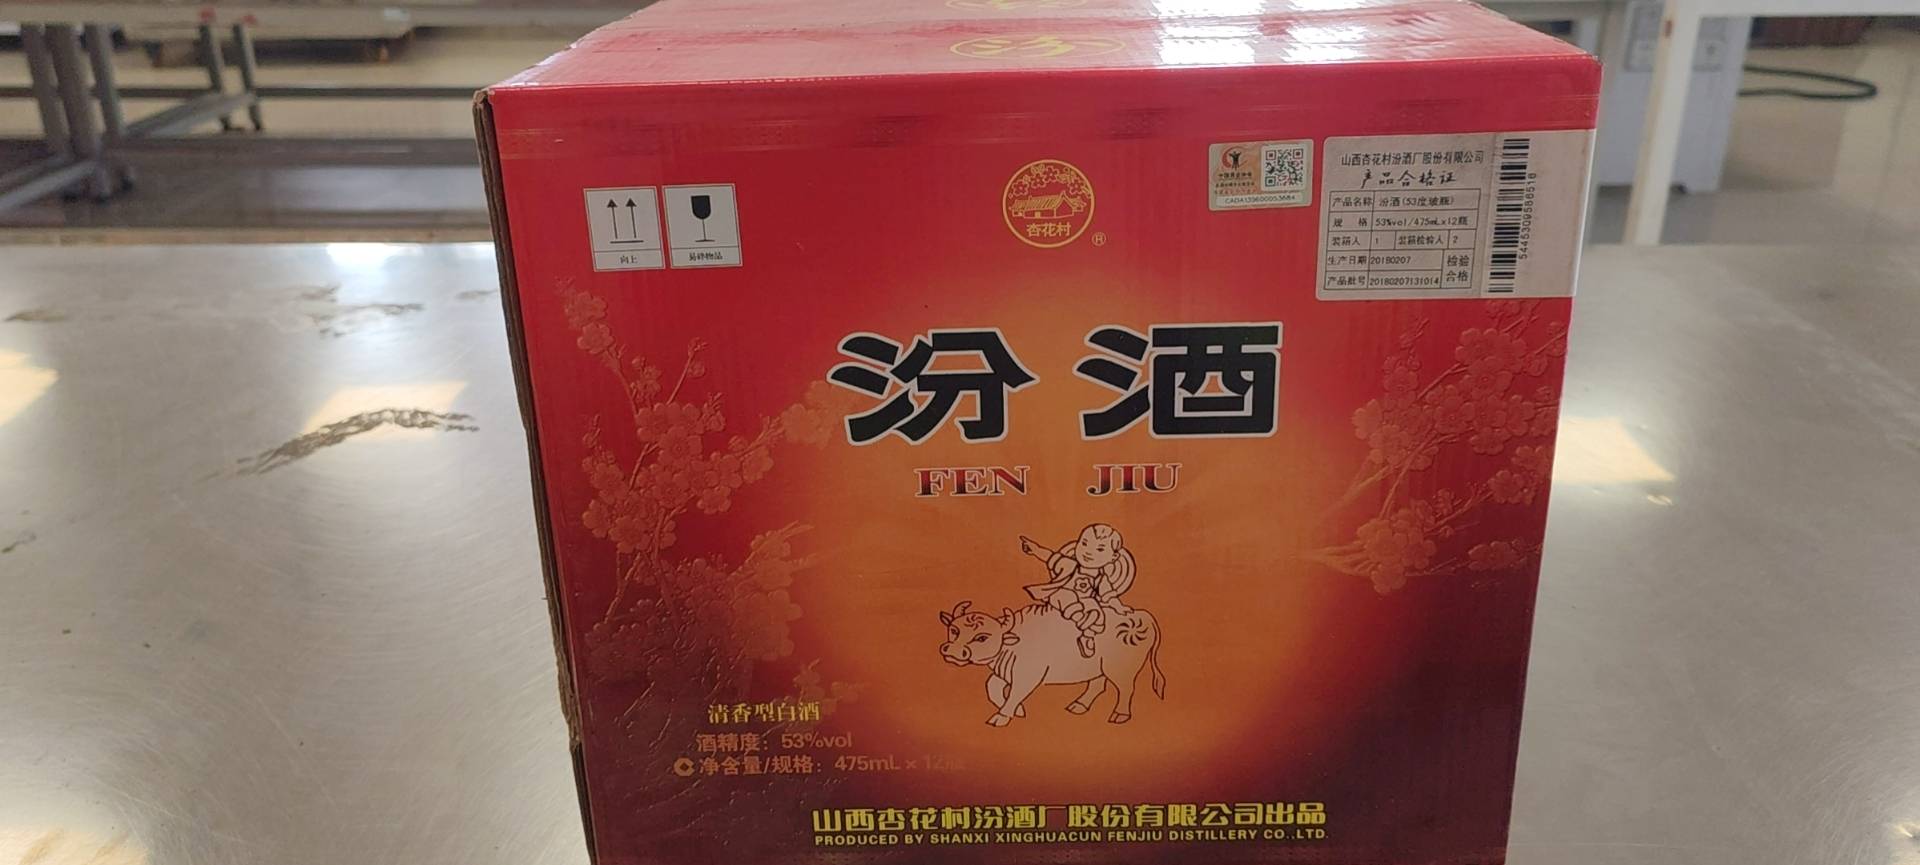 汾
杏花村
®
向上
易碎物品
CADA139600053684
山西杏花村汾酒厂股份有限公司
产品合格证
产品名称 汾酒(53度玻瓶)
规 格 53%vol/475mL×12瓶
装箱人 1 装箱检验人 2
生产日期 20180207 检验
产品批号 20180207131014 合格
汾酒
FEN JIU
清香型白酒
酒精度：53%vol
净含量/规格：475mL×12瓶
山西杏花村汾酒厂股份有限公司出品
PRODUCED BY SHANXI XINGHUACUN FENJIU DISTILLERY CO.,LTD.